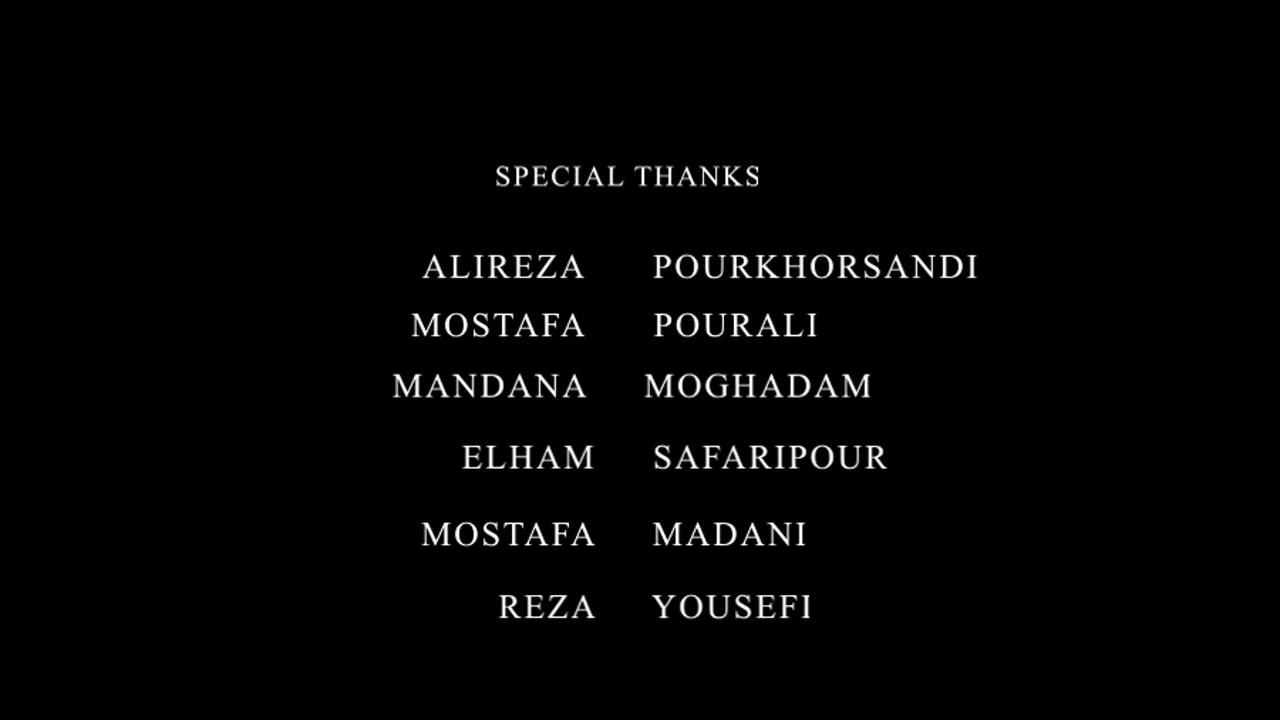 SPECIAL THANKS
ALIREZA POURKHORSANDI
MOSTAFA POURALI
MANDANA MOGHADAM
ELHAM SAFARIPOUR
MOSTAFA MADANI
REZA YOUSEFI